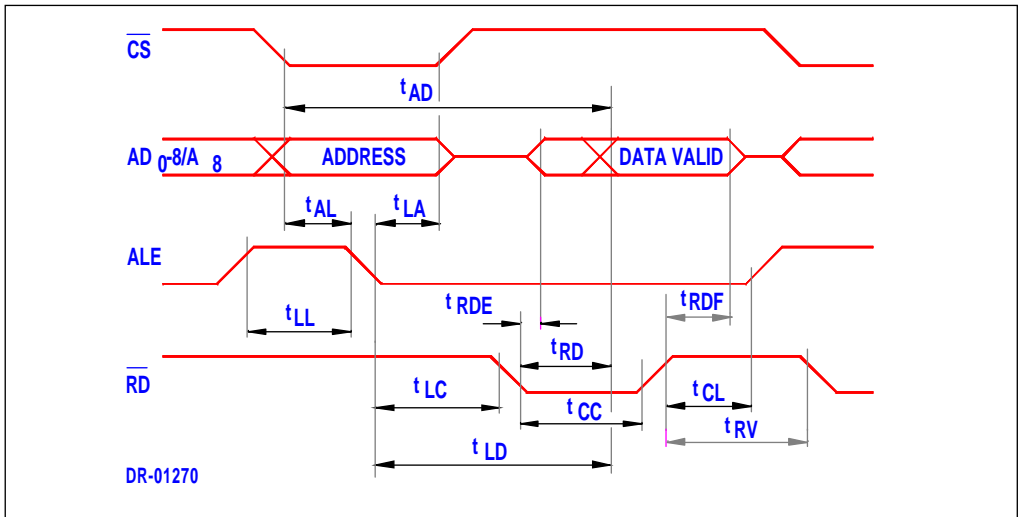 CS
t AD
AD 0-8/A 8
ADDRESS
DATA VALID
t AL
t LA
ALE
t RDE
t RDF
t LL
t RD
RD
t LC
t CC
t CL
t RV
t LD
DR-01270